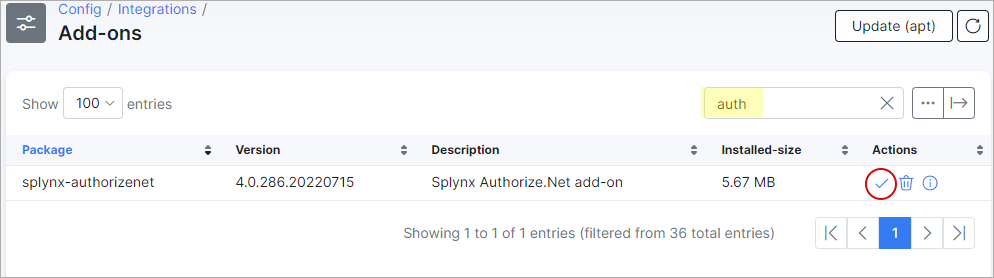 Config / Integrations /
Add-ons
Update (apt)
Show 100 entries
auth
Package Version Description Installed-size Actions
splynx-authorizenet 4.0.286.20220715 Splynx Authorize.Net add-on 5.67 MB
Showing 1 to 1 of 1 entries (filtered from 36 total entries)
1